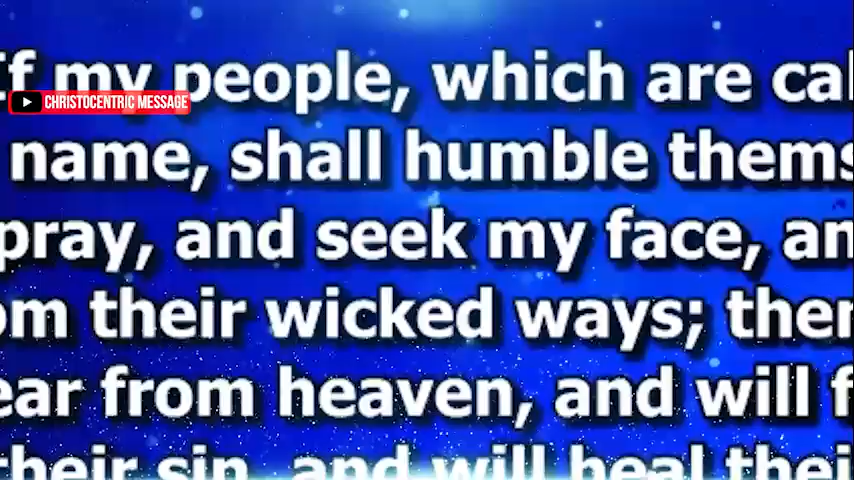 If my people, which are cal
CHRISTOCENTRIC MESSAGE
name, shall humble thems
pray, and seek my face, an
om their wicked ways; then
ear from heaven, and will f
their sin, and will heal thei